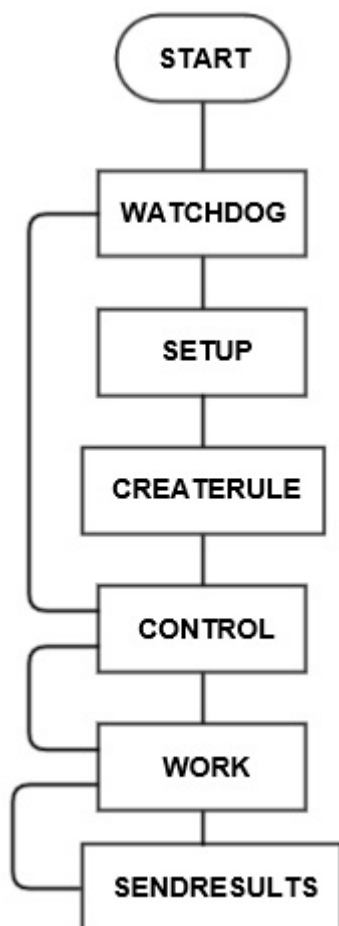 START
WATCHDOG
SETUP
CREATERULE
CONTROL
WORK
SENDRESULTS